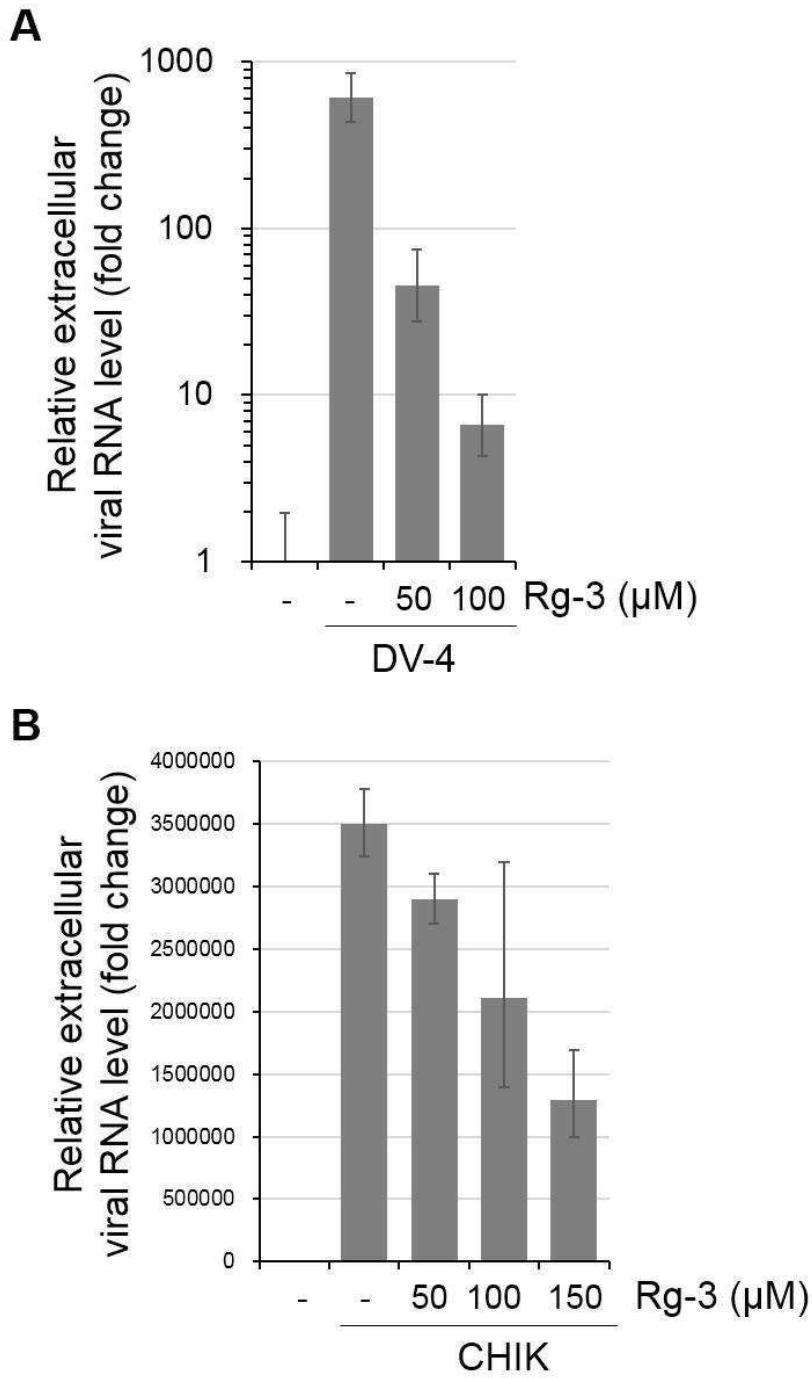 A
Relative extracellular
viral RNA level (fold change)
1000
100
10
1
- - 50 100 Rg-3 (µM)
DV-4
B
Relative extracellular
viral RNA level (fold change)
4000000
3500000
3000000
2500000
2000000
1500000
1000000
500000
0
- - 50 100 150 Rg-3 (µM)
CHIK